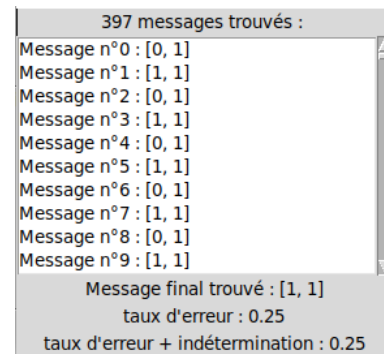 397 messages trouvés :
Message n°0 : [0, 1]
Message n°1 : [1, 1]
Message n°2 : [0, 1]
Message n°3 : [1, 1]
Message n°4 : [0, 1]
Message n°5 : [1, 1]
Message n°6 : [0, 1]
Message n°7 : [1, 1]
Message n°8 : [0, 1]
Message n°9 : [1, 1]
Message final trouvé : [1, 1]
taux d'erreur : 0.25
taux d'erreur + indétermination : 0.25